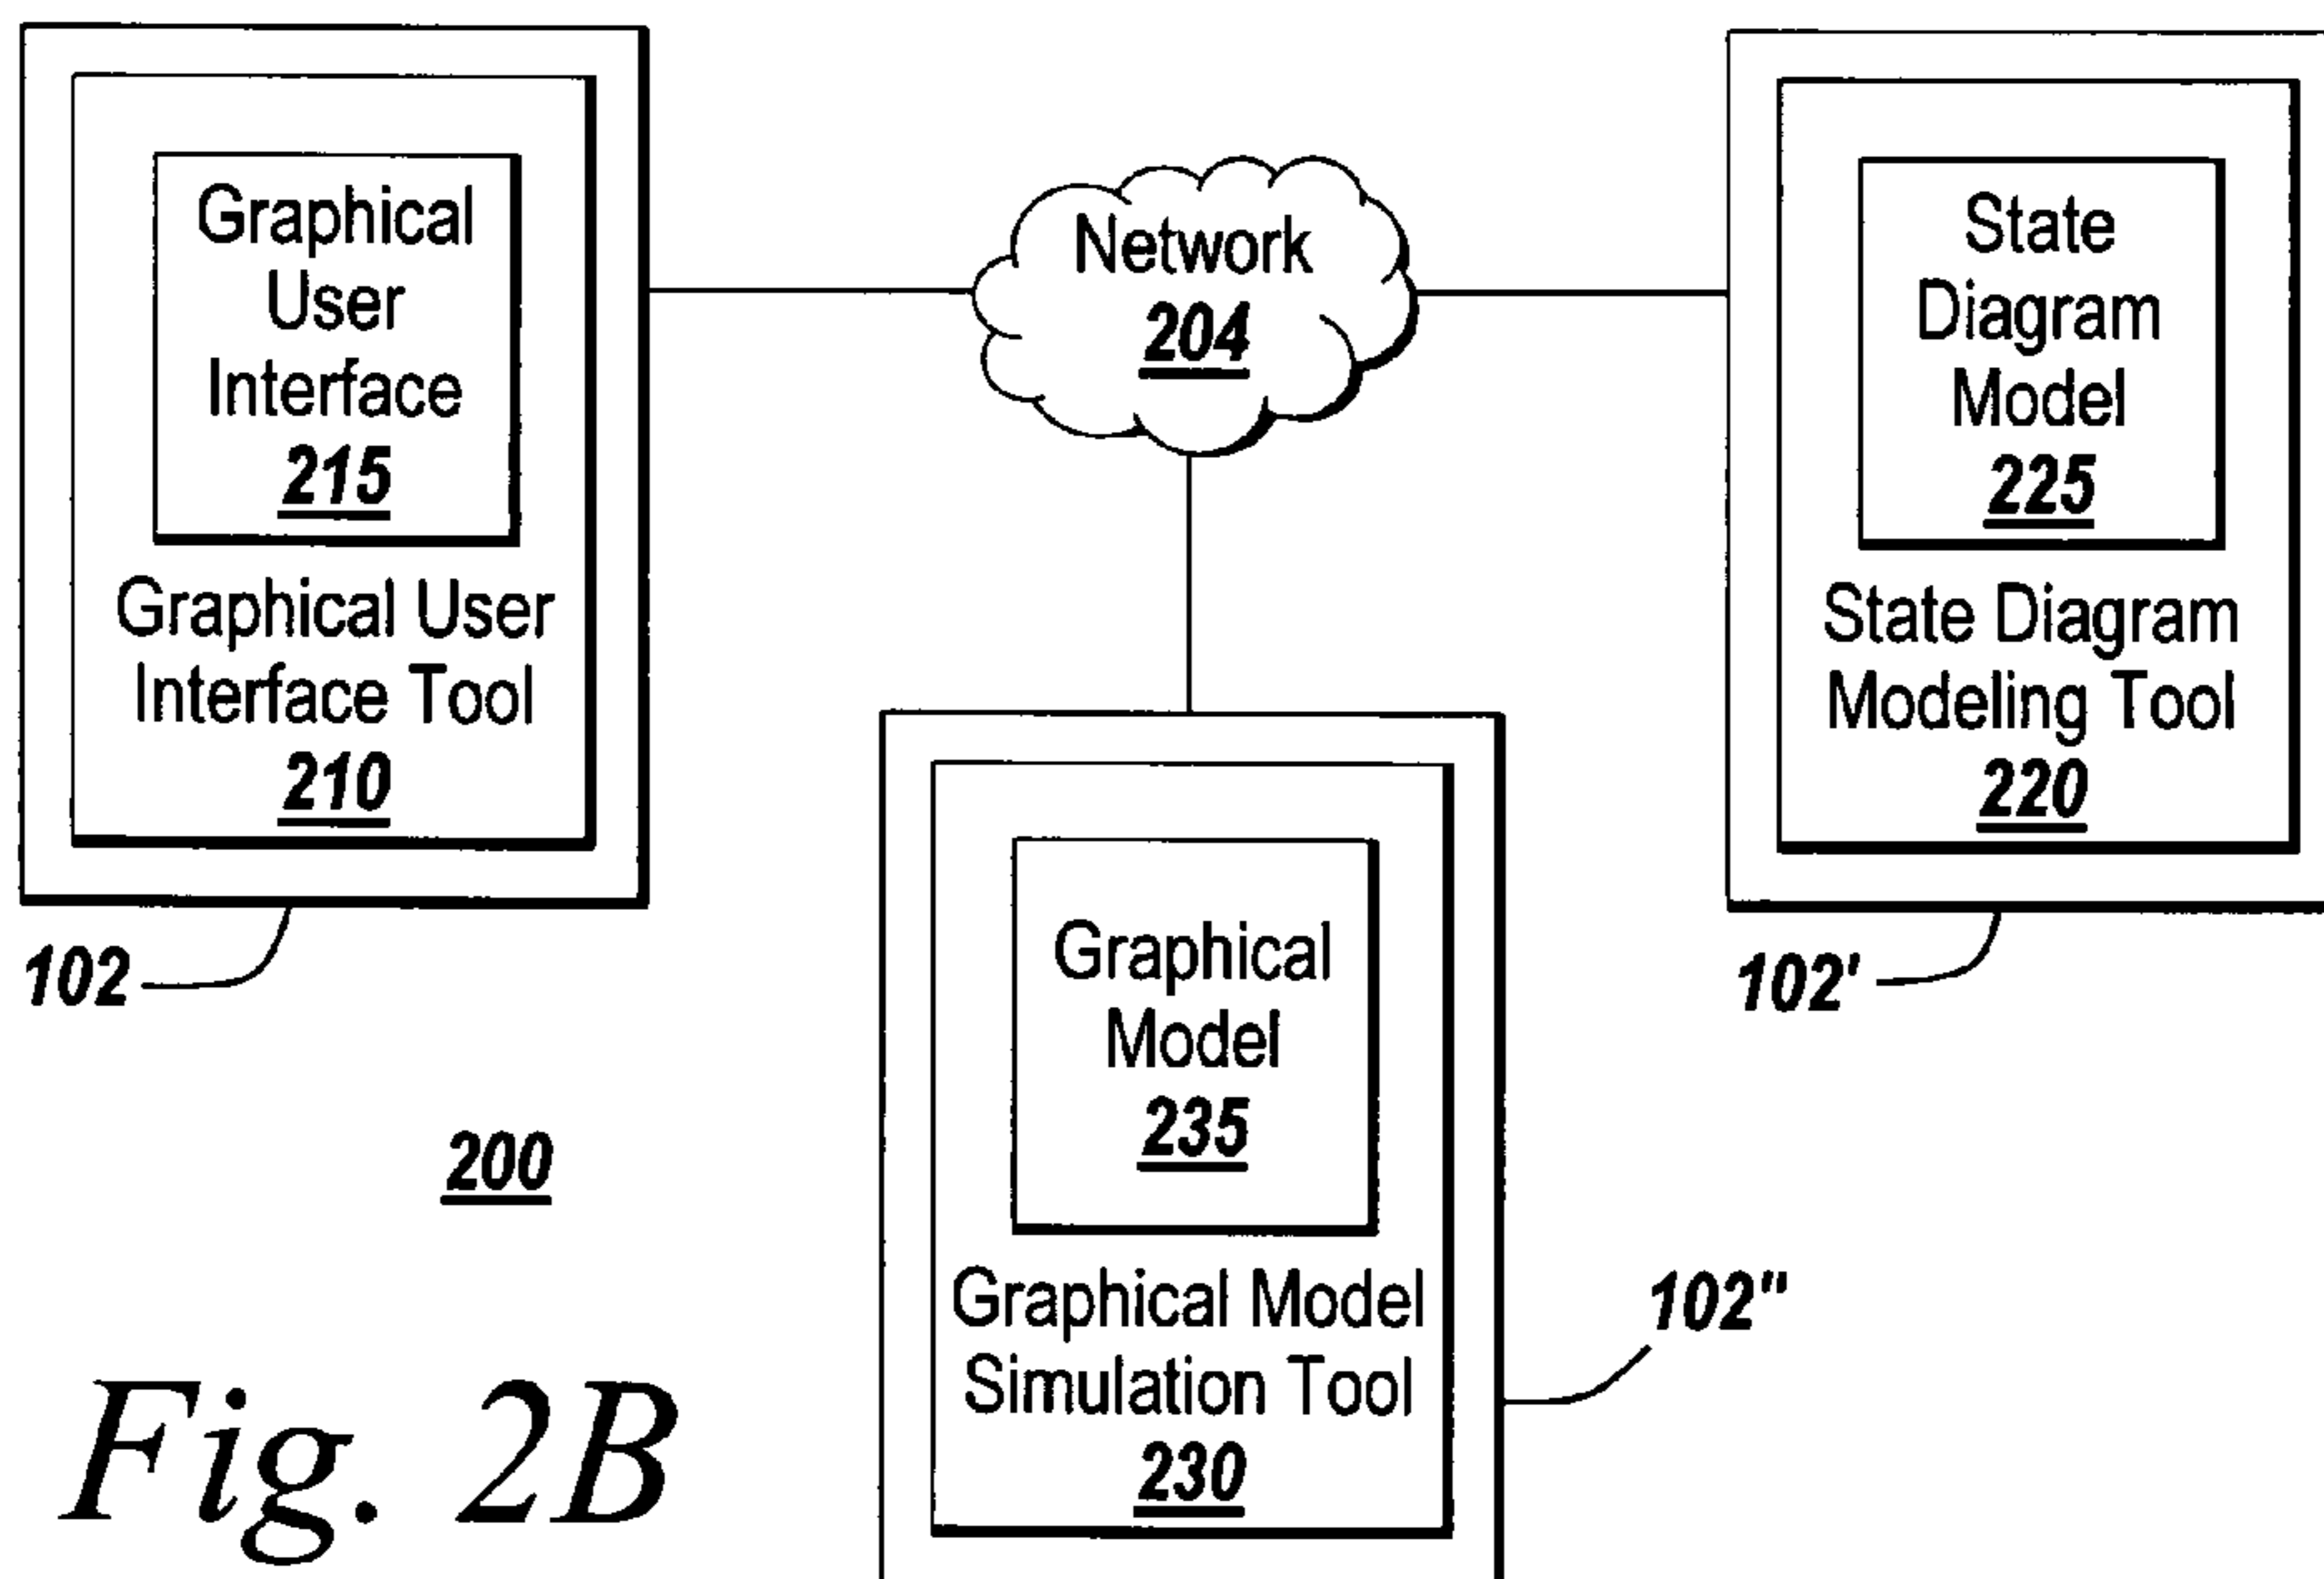 Graphical
User
Interface
215
Graphical User
Interface Tool
210
102
Network
204
State
Diagram
Model
225
State Diagram
Modeling Tool
220
102'
Graphical
Model
235
Graphical Model
Simulation Tool
230
102"
200
Fig. 2B